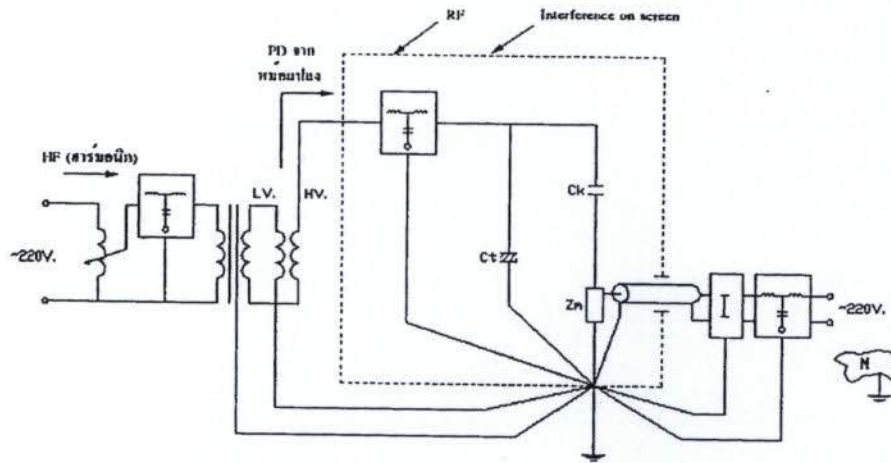 RF
Interference on screen
PD จาก
หม้อแปลง
HF (ฮาร์มอนิก)
LV.
HV.
Ck
Ct
~220V.
Zm
I
~220V.
N